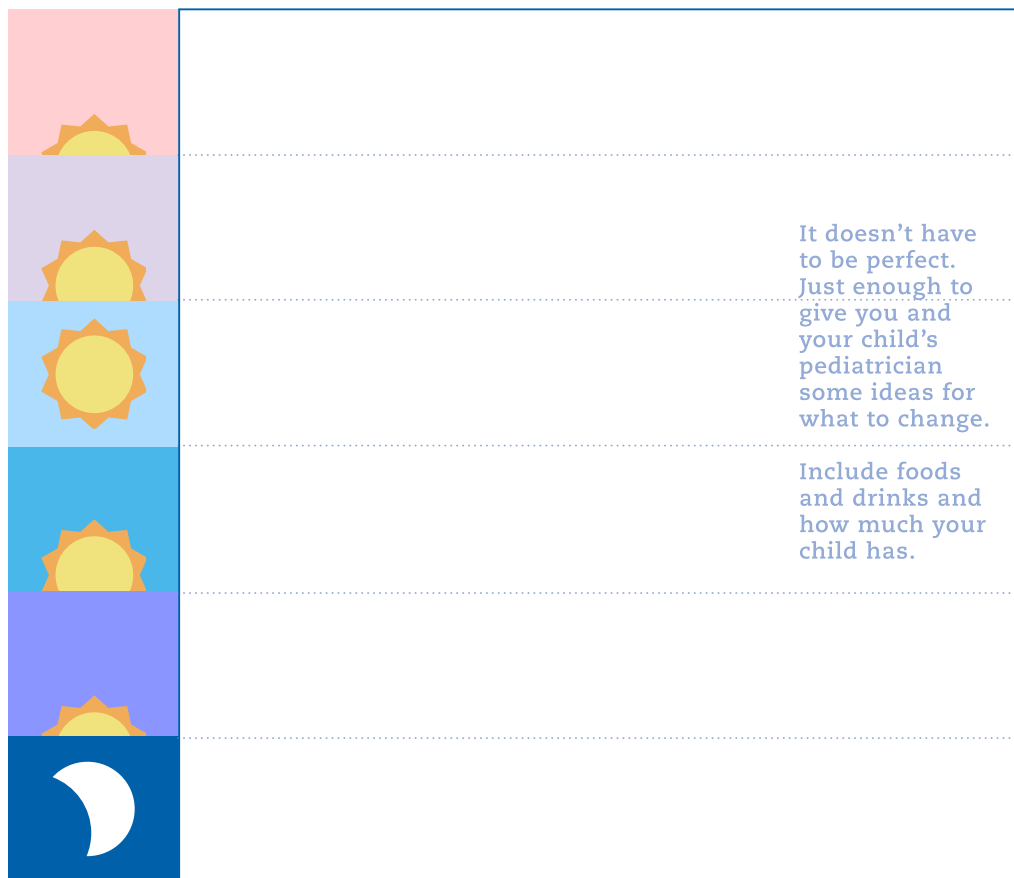 It doesn’t have
to be perfect.
Just enough to
give you and
your child’s
pediatrician
some ideas for
what to change.
Include foods
and drinks and
how much your
child has.